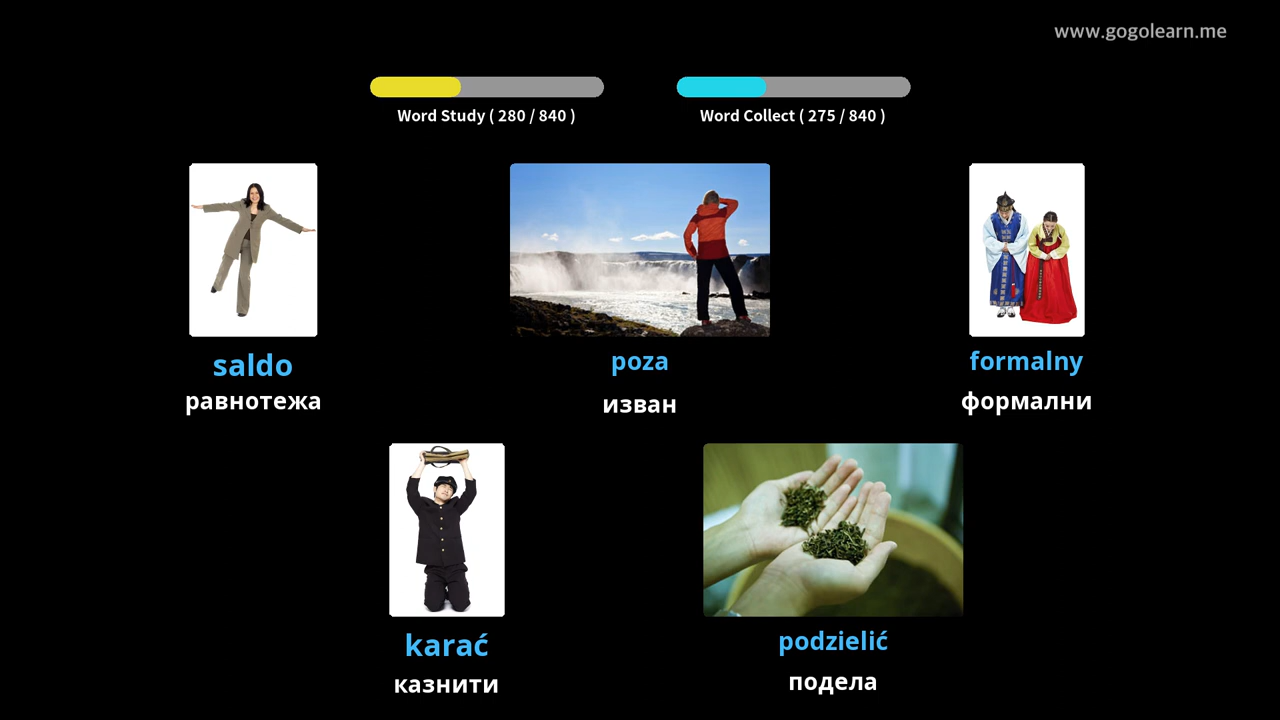 www.gogolearn.me
Word Study ( 280 / 840 )
Word Collect ( 275 / 840 )
saldo
равнотежа
poza
изван
formalny
формални
karać
казнити
podzielić
подела